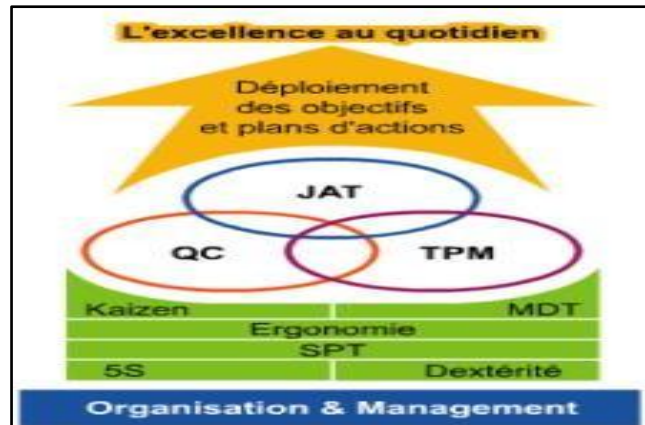 L'excellence au quotidien
Déploiement
des objectifs
et plans d'actions
JAT
QC
TPM
Kaizen
MDT
Ergonomie
SPT
5S
Dextérité
Organisation & Management